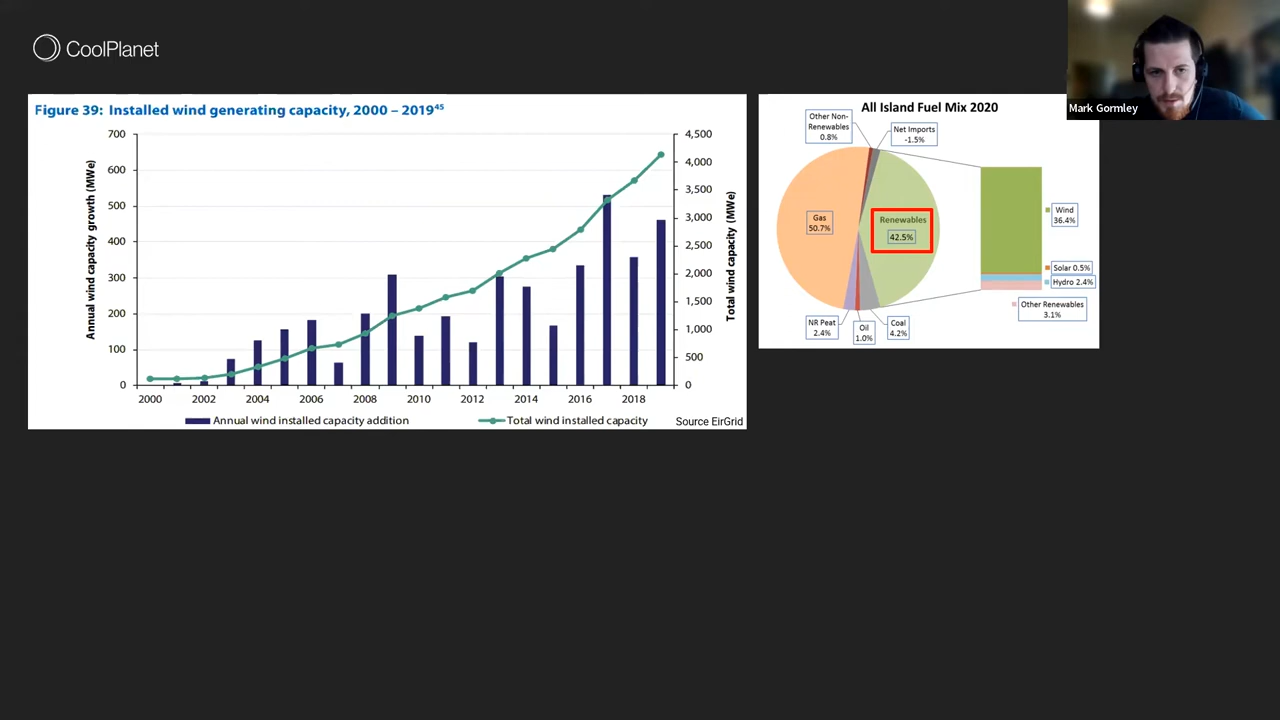 CoolPlanet
Mark Gormley
Figure 39: Installed wind generating capacity, 2000 – 2019⁴⁵
Annual wind capacity growth (MWe)
700
600
500
400
300
200
100
0
4,500
4,000
3,500
3,000
2,500
2,000
1,500
1,000
500
0
Total wind capacity (MWe)
2000 2002 2004 2006 2008 2010 2012 2014 2016 2018
Annual wind installed capacity addition
Total wind installed capacity
Source EirGrid
All Island Fuel Mix 2020
Other Non-
Renewables
0.8%
Net Imports
-1.5%
Gas
50.7%
Renewables
42.5%
Wind
36.4%
Solar 0.5%
Hydro 2.4%
Other Renewables
3.1%
NR Peat
2.4%
Oil
1.0%
Coal
4.2%